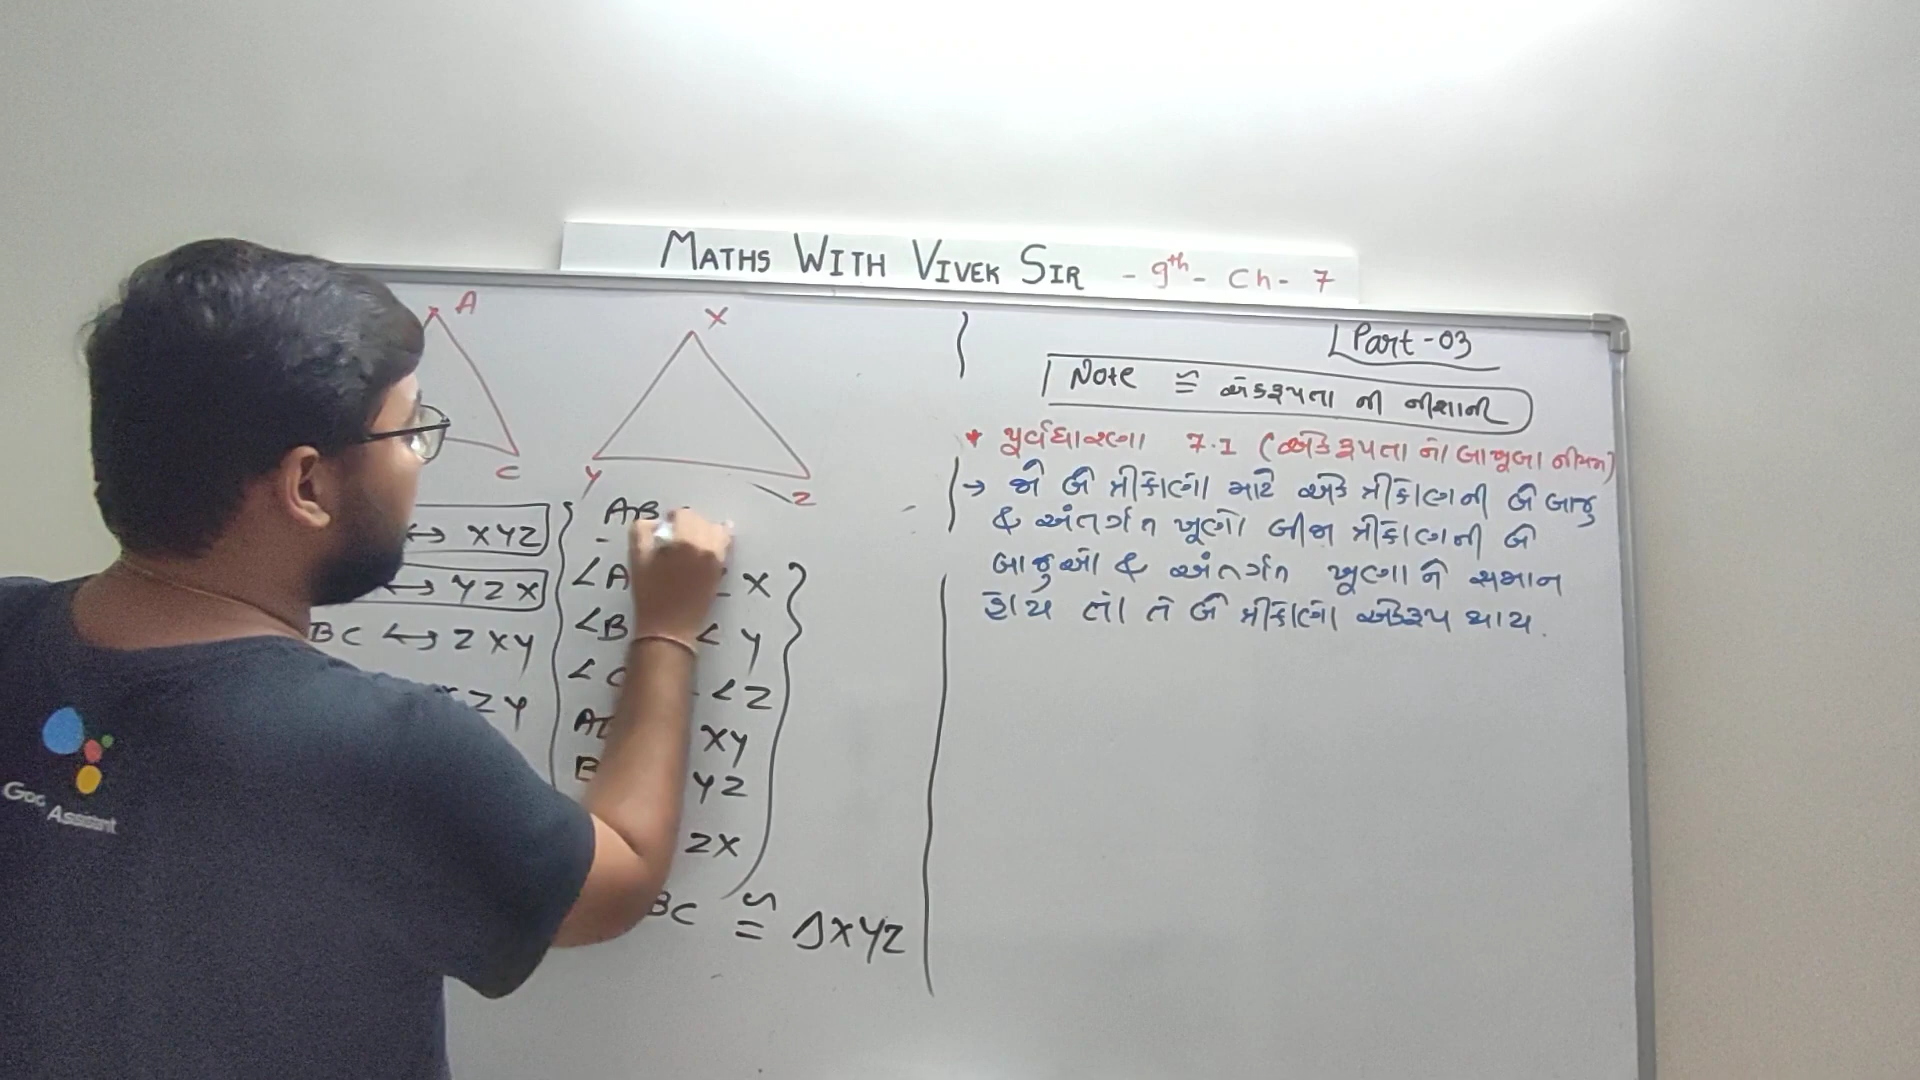 MATHS WITH VIVEK SIR - 9th - Ch - 7
A
C
X
Y
Z
↔ XYZ
↔ YZX
BC ↔ ZXY
ZY
AB
∠A X
∠B ∠Y
∠C ∠Z
XY
B YZ
ZX
BC ≅ ΔXYZ
Part-03
Note ≅ એકરૂપતા ની નીશાની
* પૂર્વધારણા 7.1 (એકરૂપતા નો બાખૂબા નીયમ)
→ જો બે ત્રીકોણો માટે એક ત્રીકોણની બે બાજુ
& અંતર્ગત ખૂણો બીજા ત્રીકોણની બે
બાજુઓ & અંતર્ગત ખૂણાને સમાન
હોય તો તે બે ત્રીકોણો એકરૂપ થાય.
Assistant